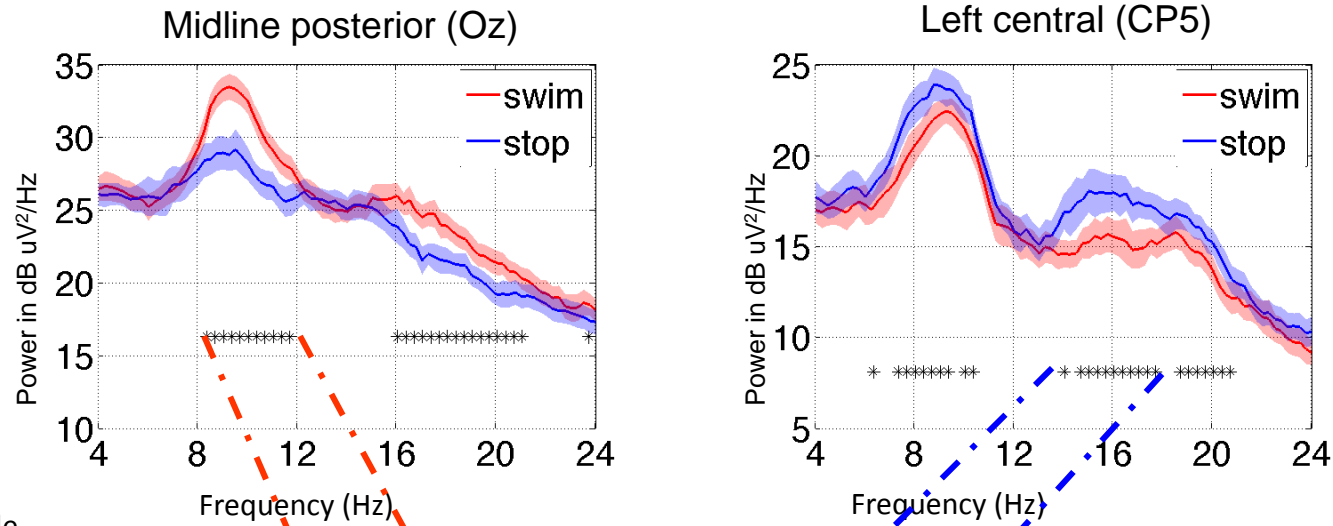 Midline posterior (Oz)
Power in dB uV²/Hz
35
30
25
20
15
10
swim
stop
4 8 12 16 20 24
Frequency (Hz)
Left central (CP5)
Power in dB uV²/Hz
25
20
15
10
5
swim
stop
4 8 12 16 20 24
Frequency (Hz)